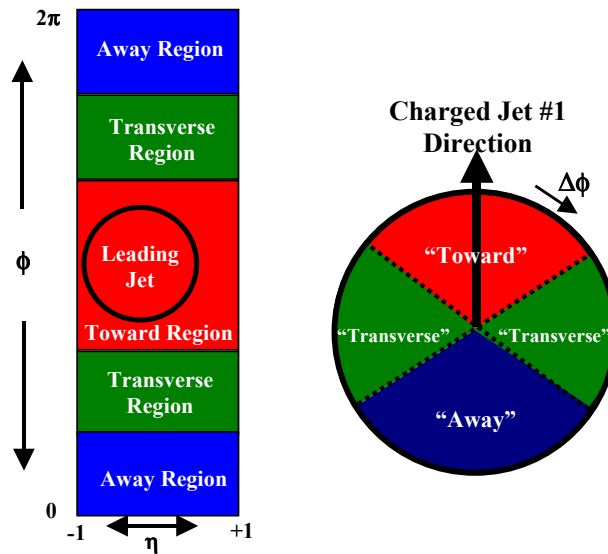 2π
Away Region
Transverse
Region
ϕ
Leading
Jet
Toward Region
Transverse
Region
Away Region
0
-1
η
+1
Charged Jet #1
Direction
Δϕ
“Toward”
“Transverse”
“Transverse”
“Away”